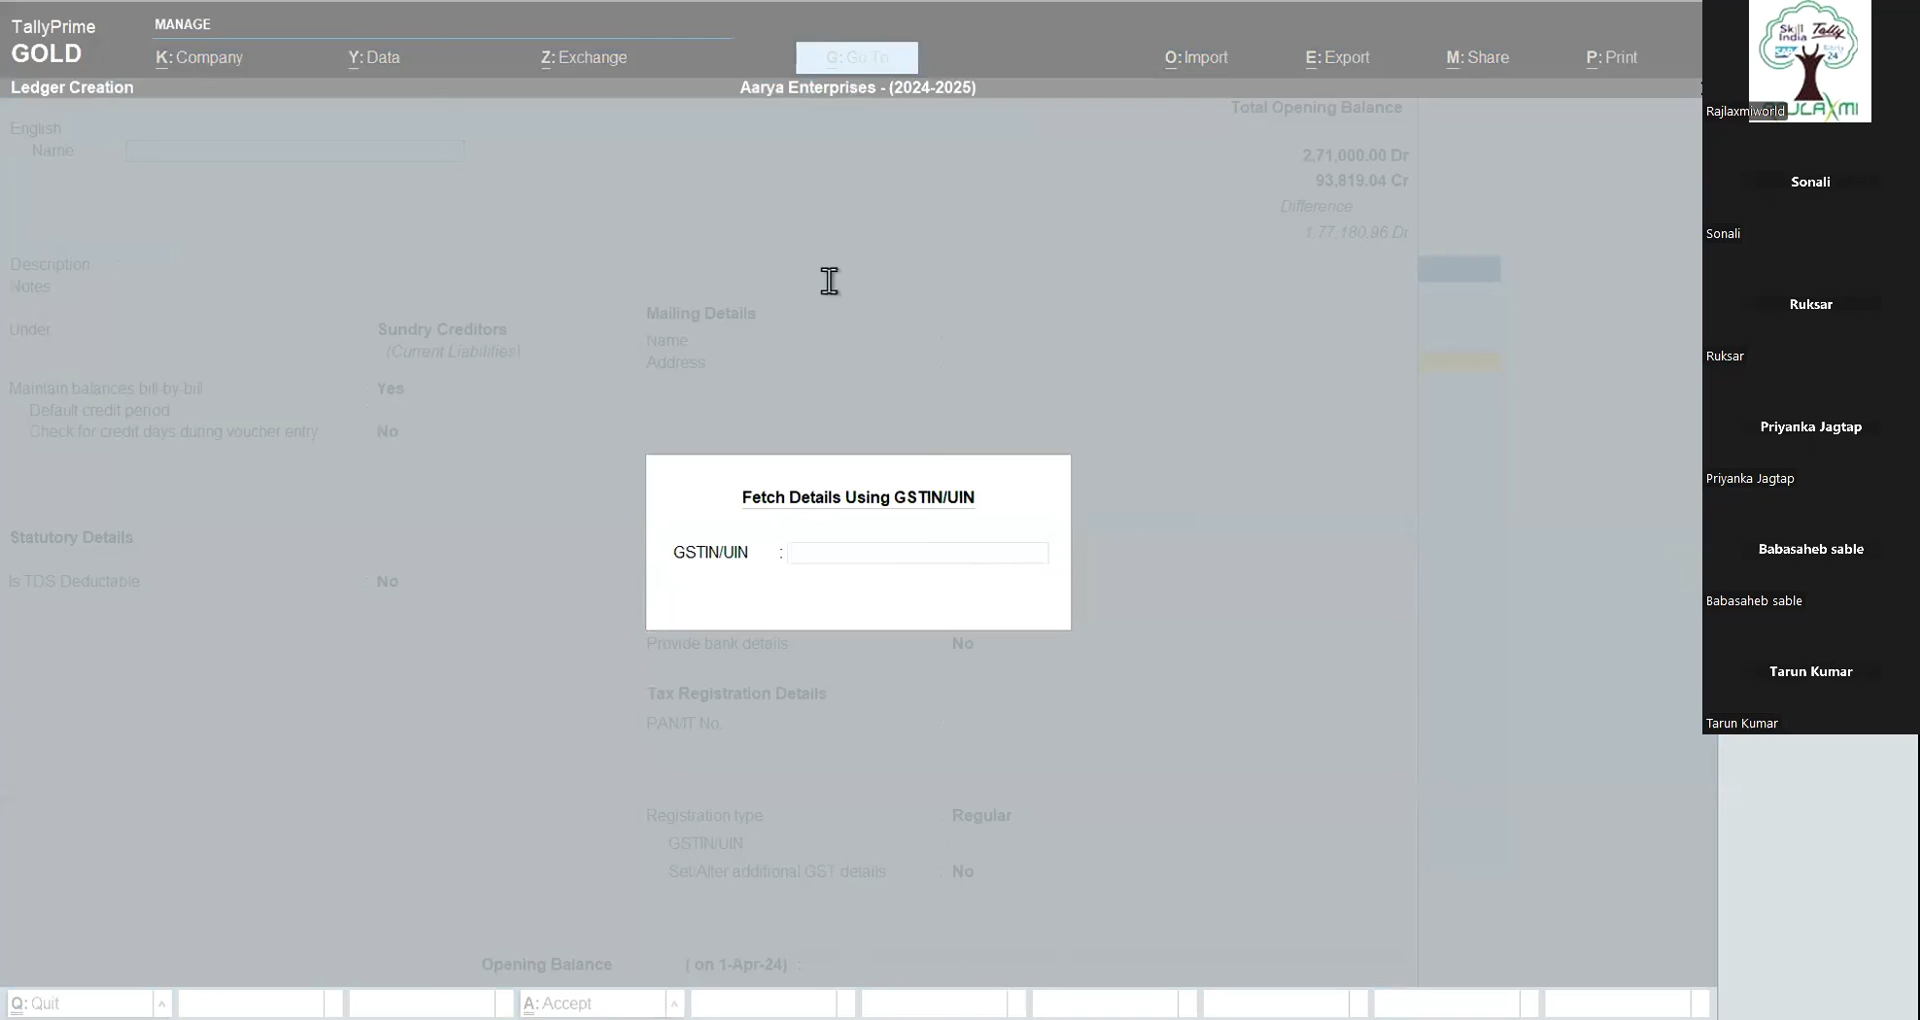 TallyPrime
GOLD
MANAGE
K: Company
Y: Data
Z: Exchange
G: Go To
O: Import
E: Export
M: Share
P: Print
Ledger Creation
Aarya Enterprises - (2024-2025)
English
Name
Total Opening Balance
2,71,000.00 Dr
93,819.04 Cr
Difference
1,77,180.96 Dr
Description
Notes
Under
Sundry Creditors
(Current Liabilities)
Maintain balances bill-by-bill
Yes
Default credit period
Check for credit days during voucher entry
No
Mailing Details
Name
Address
Fetch Details Using GSTIN/UIN
GSTIN/UIN :
Statutory Details
Is TDS Deductable
No
Provide bank details
No
Tax Registration Details
PAN/IT No.
Registration type
Regular
GSTIN/UIN
Set/Alter additional GST details : No
Opening Balance ( on 1-Apr-24) :
Q: Quit ^
A: Accept ^
Skill India
Tally
24
Rajlaxmiworld
Sonali
Sonali
Ruksar
Ruksar
Priyanka Jagtap
Priyanka Jagtap
Babasaheb sable
Babasaheb sable
Tarun Kumar
Tarun Kumar